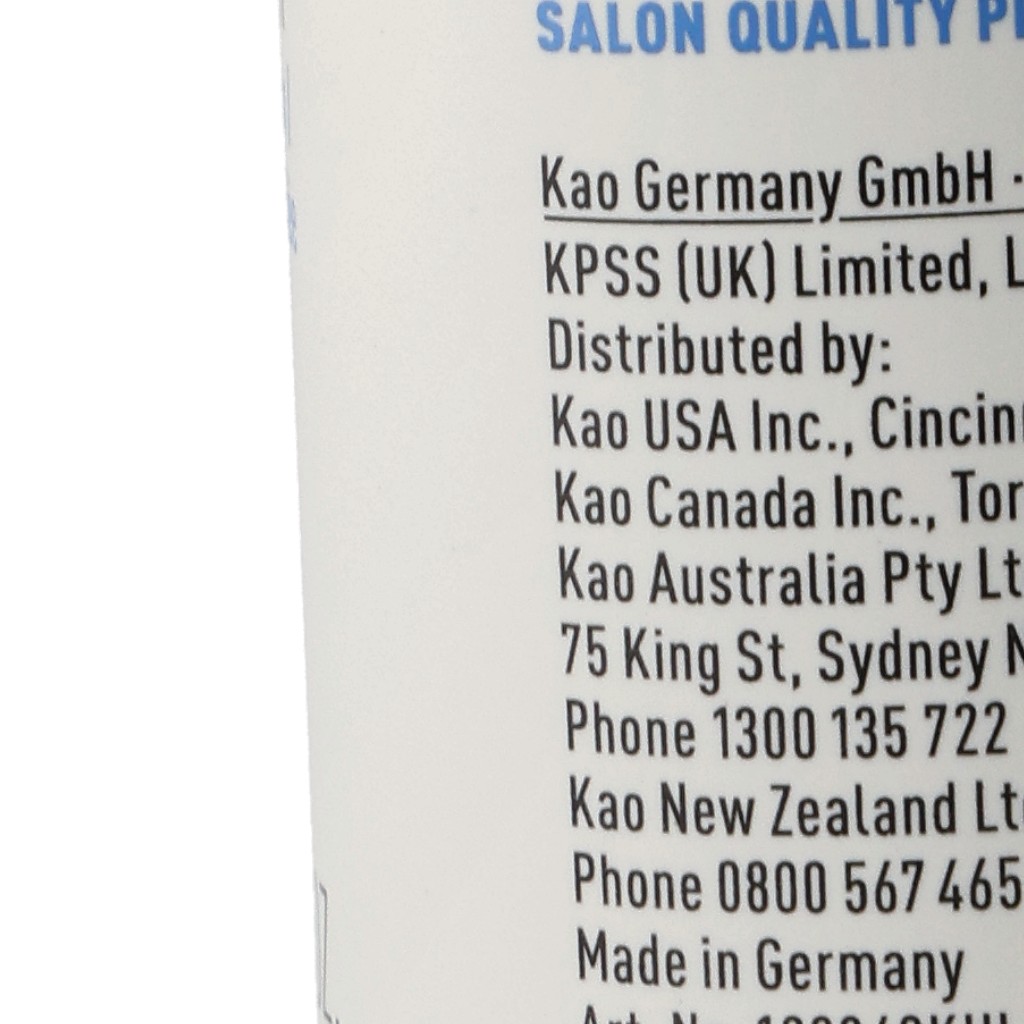 SALON QUALITY
Kao Germany GmbH ·
KPSS (UK) Limited,
Distributed by:
Kao USA Inc.,
Kao Canada Inc.,
Kao Australia Pty
75 King St, Sydney
Phone 1300 135 722
Kao New Zealand
Phone 0800 567 465
Made in Germany